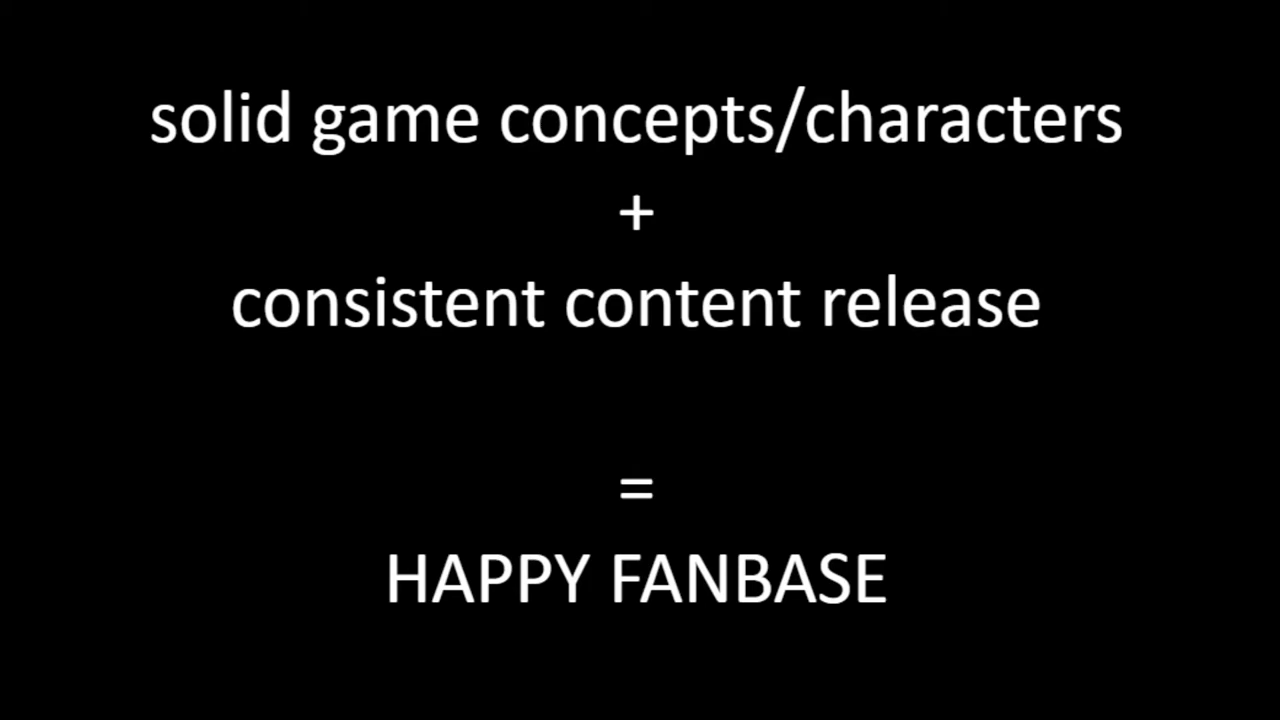 solid game concepts/characters
+
consistent content release
=
HAPPY FANBASE